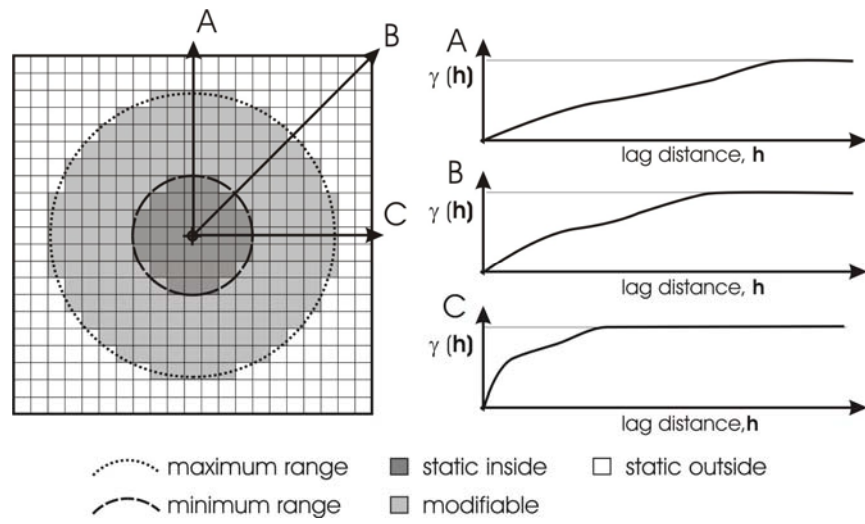 A
B
C
A
γ (h)
lag distance, h
B
γ (h)
lag distance, h
C
γ (h)
lag distance,h
maximum range
static inside
static outside
minimum range
modifiable